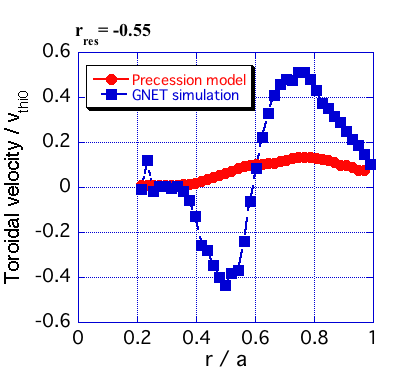 r_res = -0.55
0.6
Precession model
GNET simulation
0.4
0.2
0
-0.2
-0.4
-0.6
Toroidal velocity / v_thi0
0 0.2 0.4 0.6 0.8 1
r / a